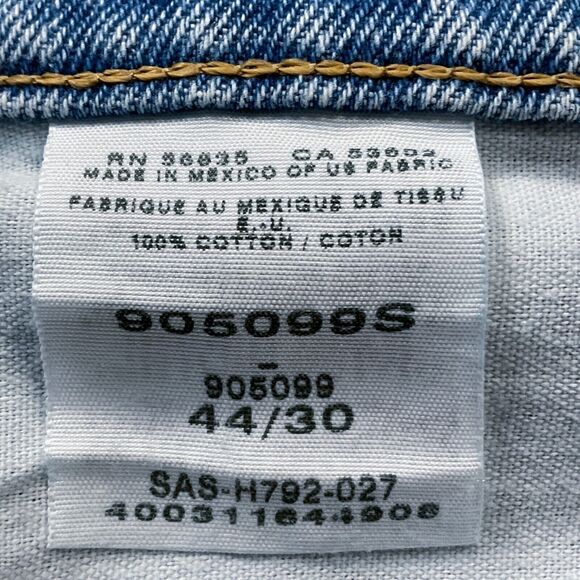 RN 36935 CA 53602
MADE IN MEXICO OF US FABRIC
FABRIQUE AU MEXIQUE DE TISSU
E.-U.
100% COTTON / COTON
905099S
-
905099
44/30
SAS-H792-027
400311644906